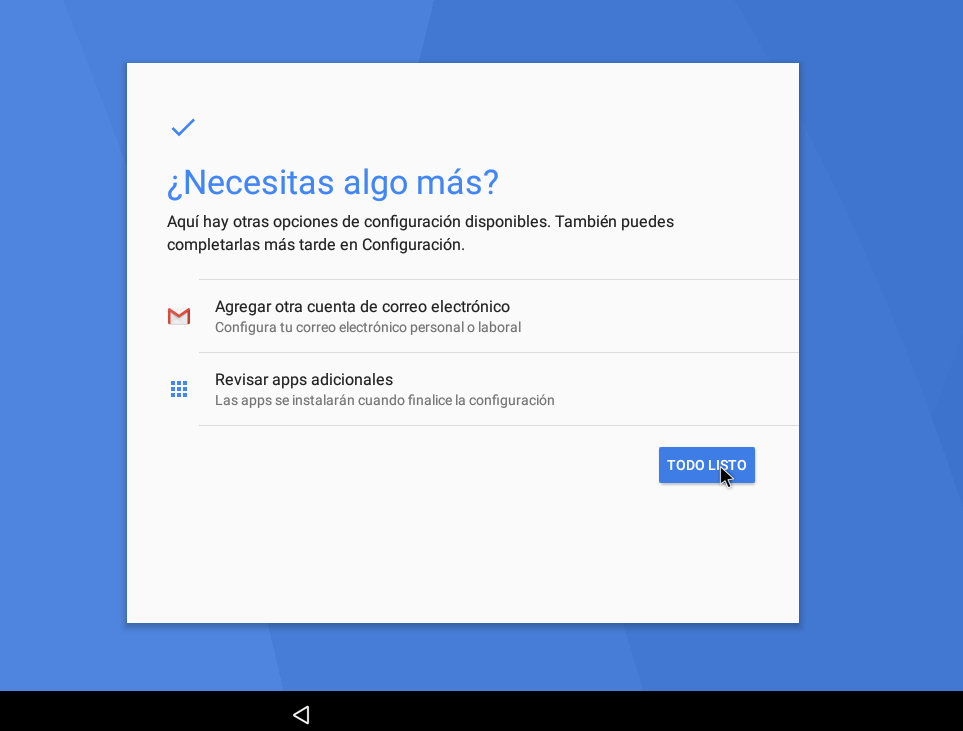 ¿Necesitas algo más?
Aquí hay otras opciones de configuración disponibles. También puedes
completarlas más tarde en Configuración.
Agregar otra cuenta de correo electrónico
Configura tu correo electrónico personal o laboral
Revisar apps adicionales
Las apps se instalarán cuando finalice la configuración
TODO LISTO